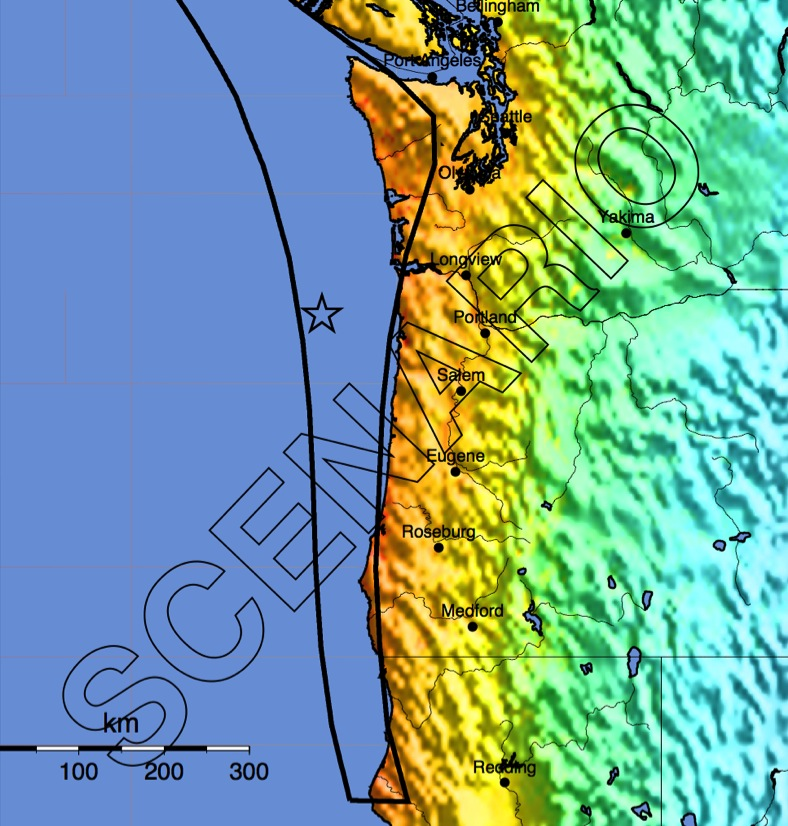 Bellingham
Port Angeles
Seattle
Olympia
Yakima
Longview
Portland
Salem
Eugene
Roseburg
Medford
Redding
SCENARIO
km
100 200 300